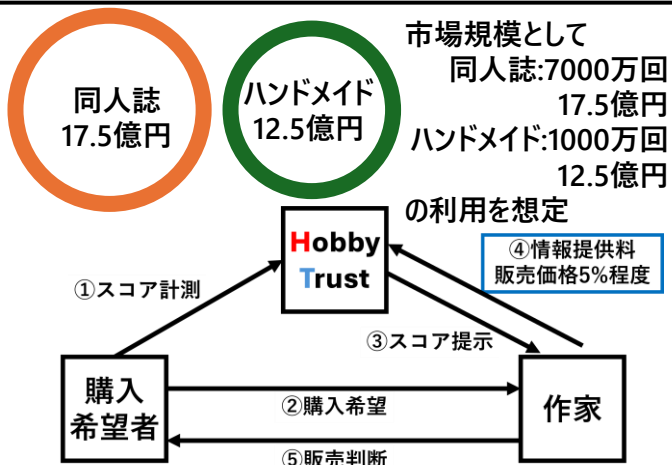 同人誌
17.5億円
ハンドメイド
12.5億円
市場規模として
同人誌:7000万回
17.5億円
ハンドメイド:1000万回
12.5億円
の利用を想定
Hobby
Trust
④情報提供料
販売価格5%程度
①スコア計測
③スコア提示
購入
希望者
②購入希望
作家
⑤販売判断